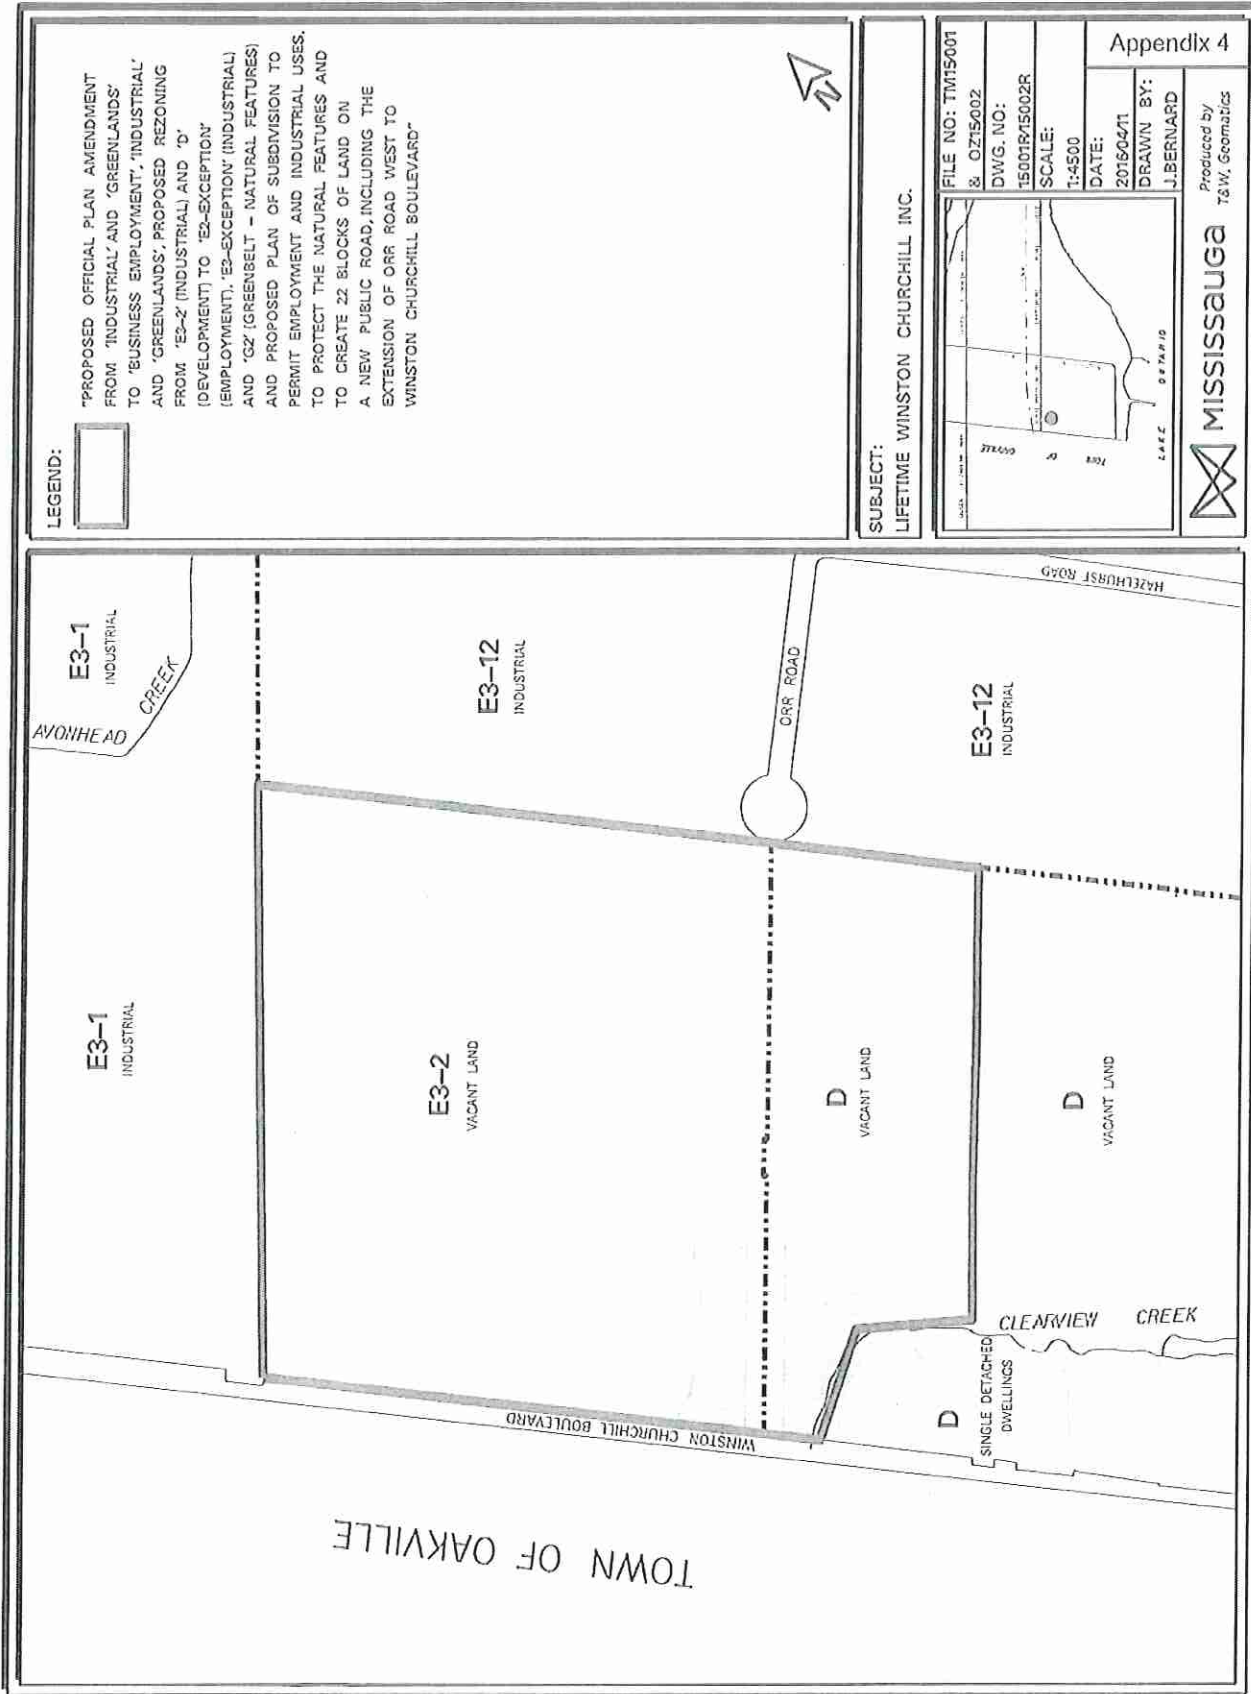 LEGEND:
"PROPOSED OFFICIAL PLAN AMENDMENT
FROM 'INDUSTRIAL' AND 'GREENLANDS'
TO 'BUSINESS EMPLOYMENT', 'INDUSTRIAL'
AND 'GREENLANDS', PROPOSED REZONING
FROM 'E3-2' (INDUSTRIAL) AND 'D'
(DEVELOPMENT) TO 'E2-EXCEPTION'
(EMPLOYMENT), 'E3-EXCEPTION' (INDUSTRIAL)
AND 'G2' (GREENBELT - NATURAL FEATURES)
AND PROPOSED PLAN OF SUBDIVISION TO
PERMIT EMPLOYMENT AND INDUSTRIAL USES,
TO PROTECT THE NATURAL FEATURES AND
TO CREATE 22 BLOCKS OF LAND ON
A NEW PUBLIC ROAD, INCLUDING THE
EXTENSION OF ORR ROAD WEST TO
WINSTON CHURCHILL BOULEVARD"
N
SUBJECT:
LIFETIME WINSTON CHURCHILL INC.
FILE NO: TM15001
& OZ15/002
DWG. NO:
15001R/15002R
SCALE:
1:4500
DATE:
2016/04/11
DRAWN BY:
J.BERNARD
Appendix 4
MISSISSAUGA
Produced by
T&W, Geomatics
TOWN
OF
OAKVILLE
LAKE ONTARIO
E3-1
INDUSTRIAL
E3-1
INDUSTRIAL
AVONHEAD
CREEK
E3-12
INDUSTRIAL
E3-2
VACANT LAND
ORR ROAD
HAZELHURST ROAD
E3-12
INDUSTRIAL
D
VACANT LAND
D
VACANT LAND
D
SINGLE DETACHED
DWELLINGS
CLEARVIEW CREEK
WINSTON CHURCHILL BOULEVARD
TOWN OF OAKVILLE